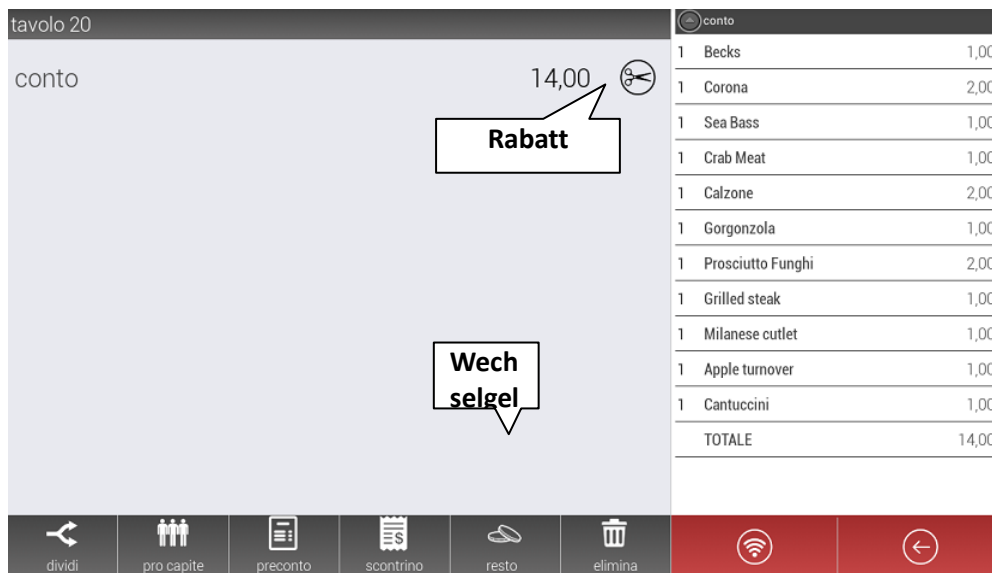 tavolo 20
conto 14,00
Rabatt
Wech
selgel
dividi pro capite preconto scontrino resto elimina
conto
1 Becks 1,00
1 Corona 2,00
1 Sea Bass 1,00
1 Crab Meat 1,00
1 Calzone 2,00
1 Gorgonzola 1,00
1 Prosciutto Funghi 2,00
1 Grilled steak 1,00
1 Milanese cutlet 1,00
1 Apple turnover 1,00
1 Cantuccini 1,00
TOTALE 14,00